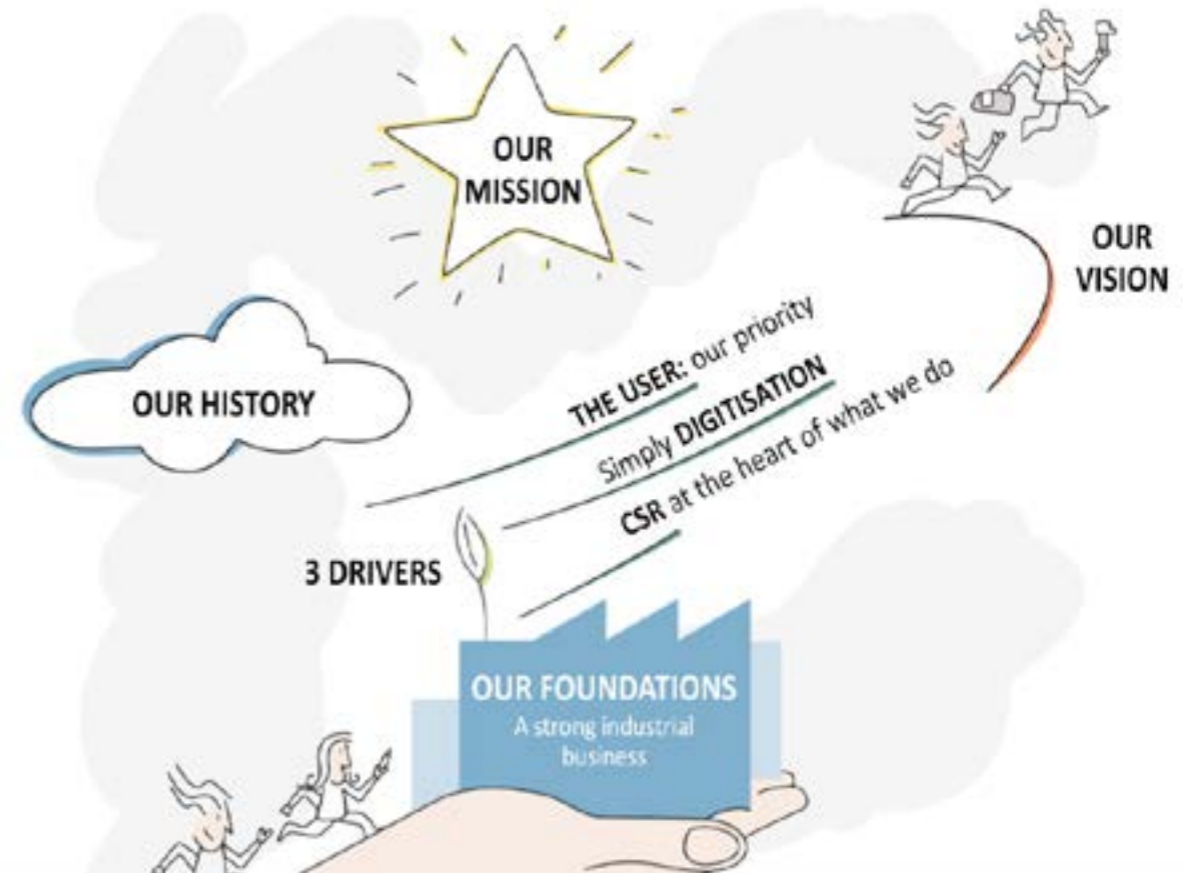 OUR
MISSION
OUR
VISION
OUR HISTORY
THE USER: our priority
Simply DIGITISATION
CSR at the heart of what we do
3 DRIVERS
OUR FOUNDATIONS
A strong industrial
business